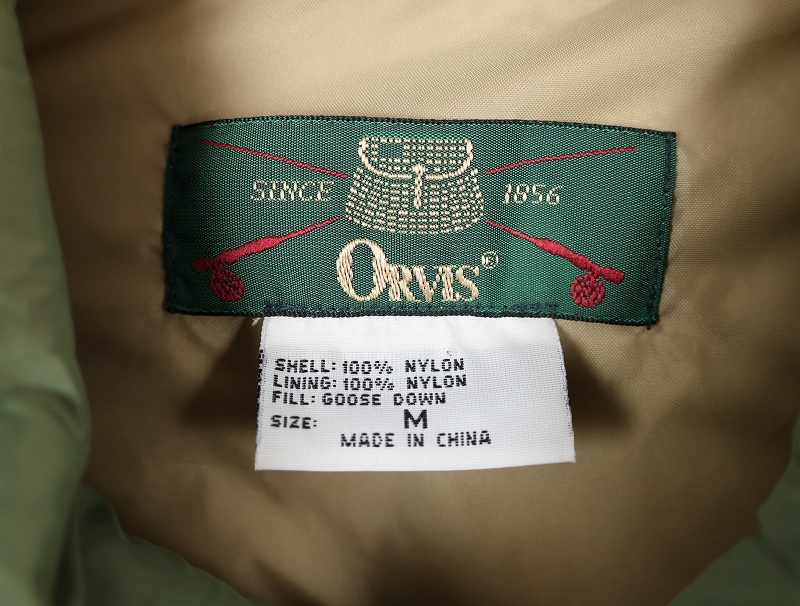 SINCE 1856
ORVIS®
SHELL: 100% NYLON
LINING: 100% NYLON
FILL: GOOSE DOWN
SIZE: M
MADE IN CHINA